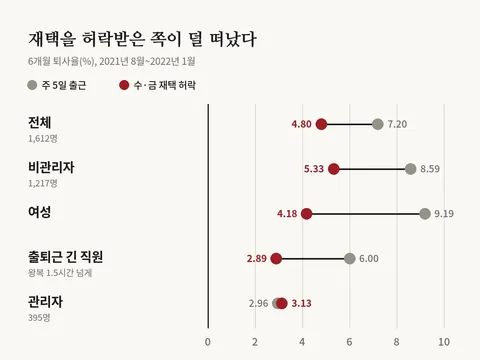 재택을 허락받은 쪽이 덜 떠났다
6개월 퇴사율(%), 2021년 8월~2022년 1월
주 5일 출근 수·금 재택 허락
전체 4.80 7.20
1,612명
비관리자 5.33 8.59
1,217명
여성 4.18 9.19
출퇴근 긴 직원 2.89 6.00
왕복 1.5시간 넘게
관리자 2.96 3.13
395명
0 2 4 6 8 10